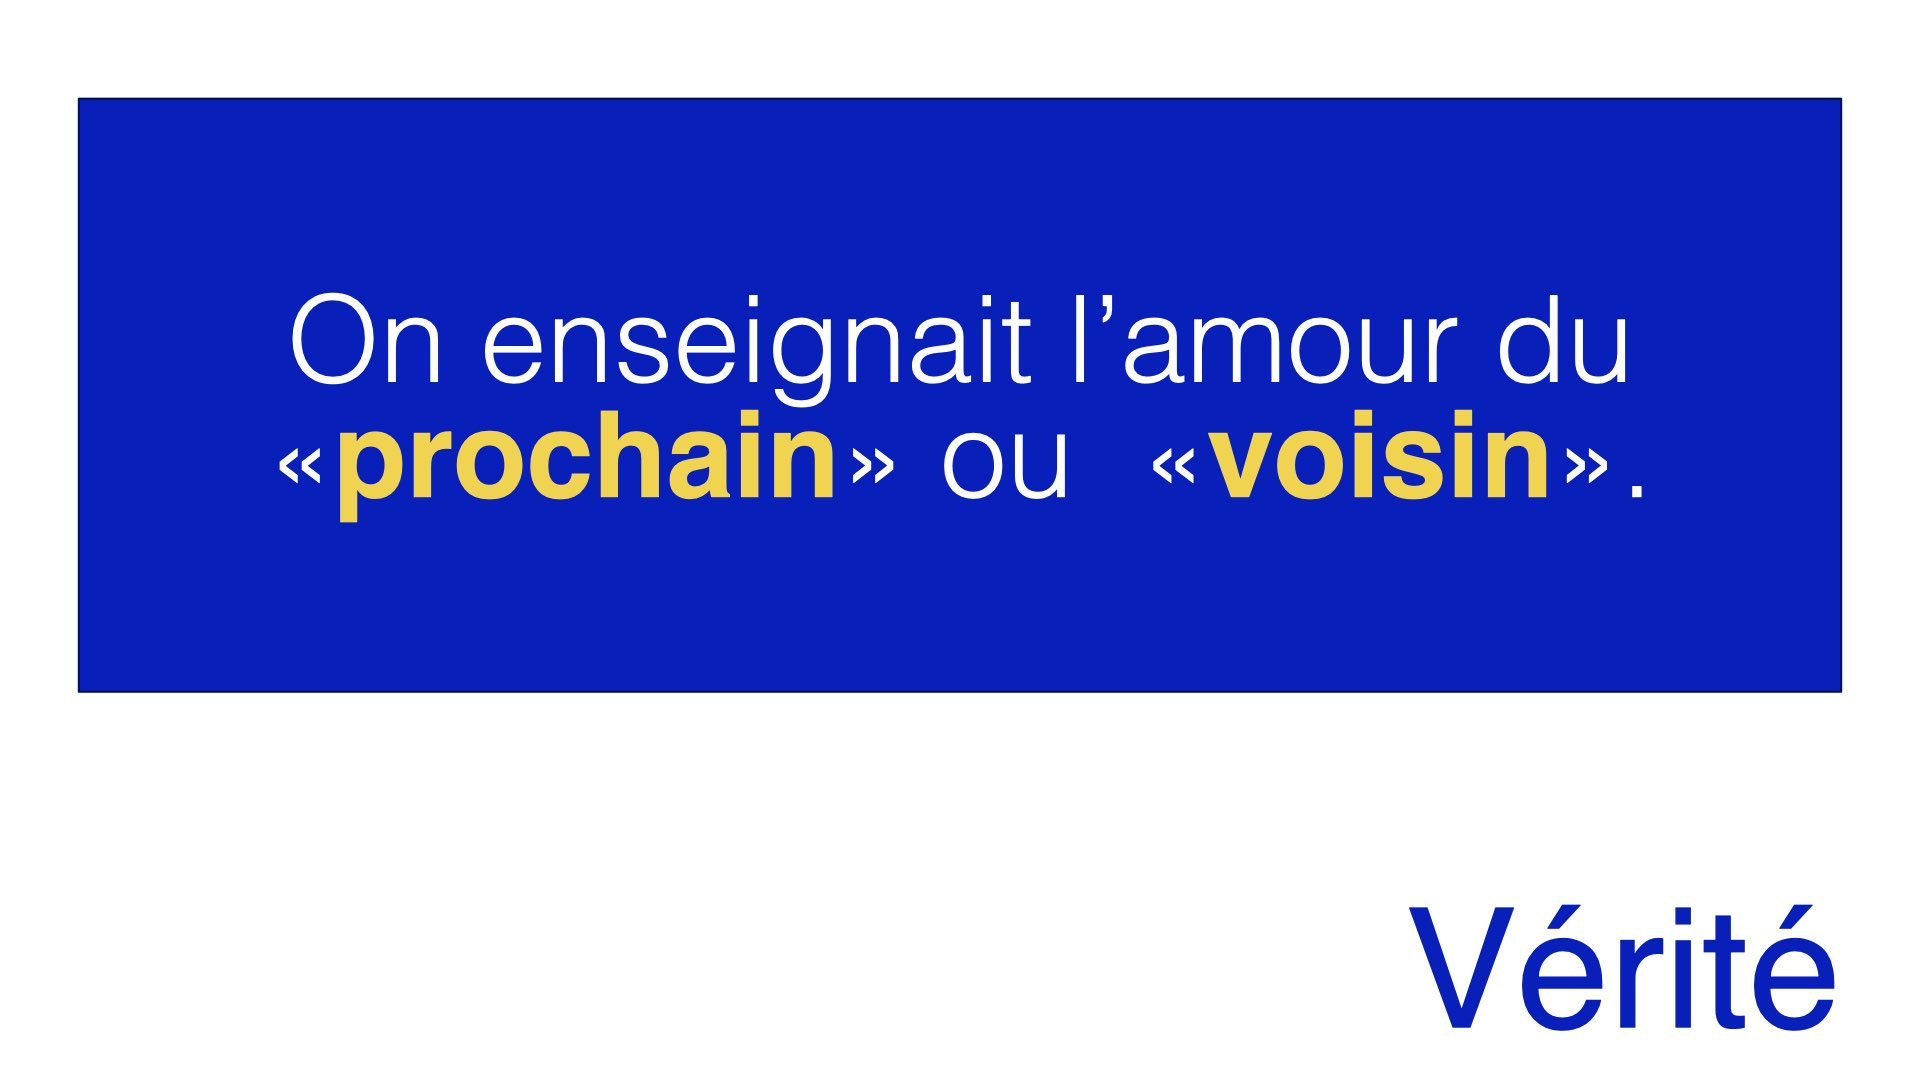 On enseignait l’amour du
«prochain» ou  «voisin».
Vérité